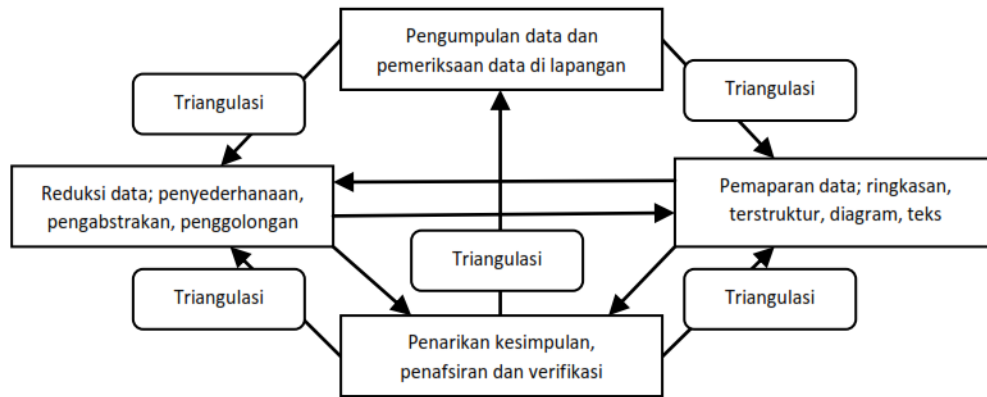 Pengumpulan data dan
pemeriksaan data di lapangan
Triangulasi
Triangulasi
Reduksi data; penyederhanaan,
pengabstrakan, penggolongan
Pemaparan data; ringkasan,
terstruktur, diagram, teks
Triangulasi
Triangulasi
Triangulasi
Penarikan kesimpulan,
penafsiran dan verifikasi